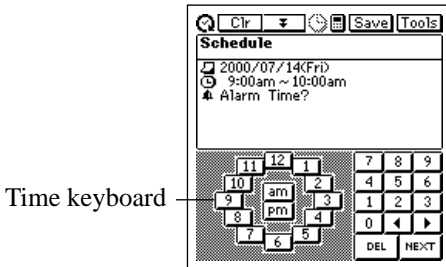 Clr Save Tools
Schedule
2000/07/14(Fri)
9:00am ~ 10:00am
Alarm Time?
Time keyboard
12
11 1
10 2
am
9 3
pm
8 4
7 5
6
7 8 9
4 5 6
1 2 3
0
DEL NEXT